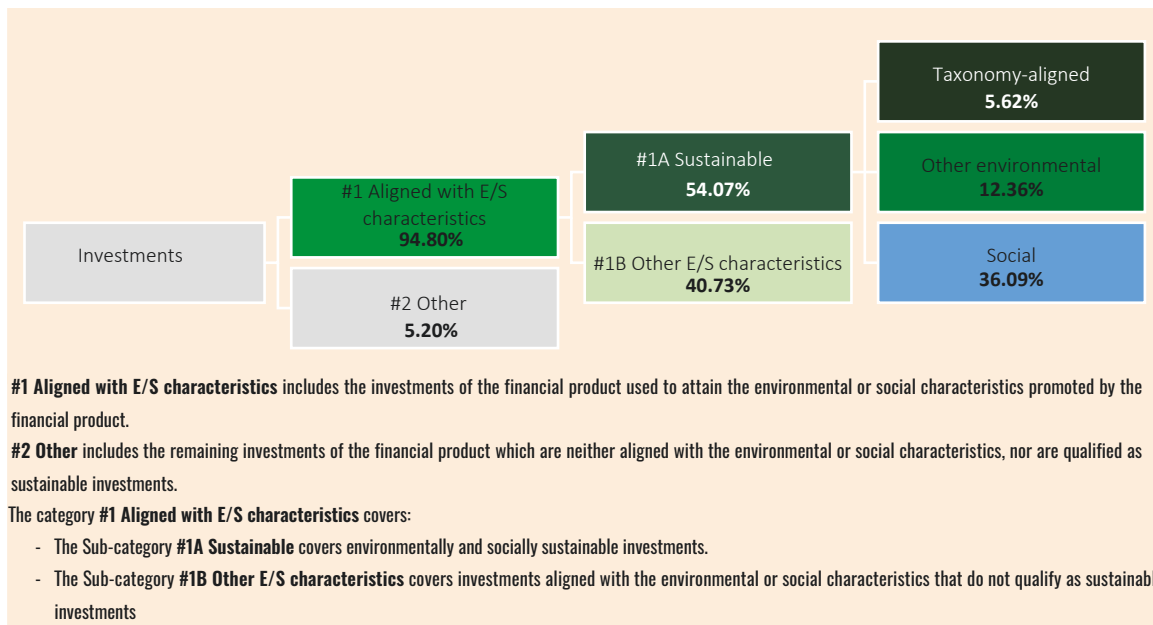 Taxonomy-aligned
5.62%
#1A Sustainable
54.07%
Other environmental
12.36%
#1 Aligned with E/S
characteristics
94.80%
Investments
#1B Other E/S characteristics
40.73%
Social
36.09%
#2 Other
5.20%
#1 Aligned with E/S characteristics includes the investments of the financial product used to attain the environmental or social characteristics promoted by the
financial product.
#2 Other includes the remaining investments of the financial product which are neither aligned with the environmental or social characteristics, nor are qualified as
sustainable investments.
The category #1 Aligned with E/S characteristics covers:
- The Sub-category #1A Sustainable covers environmentally and socially sustainable investments.
- The Sub-category #1B Other E/S characteristics covers investments aligned with the environmental or social characteristics that do not qualify as sustainabl
investments